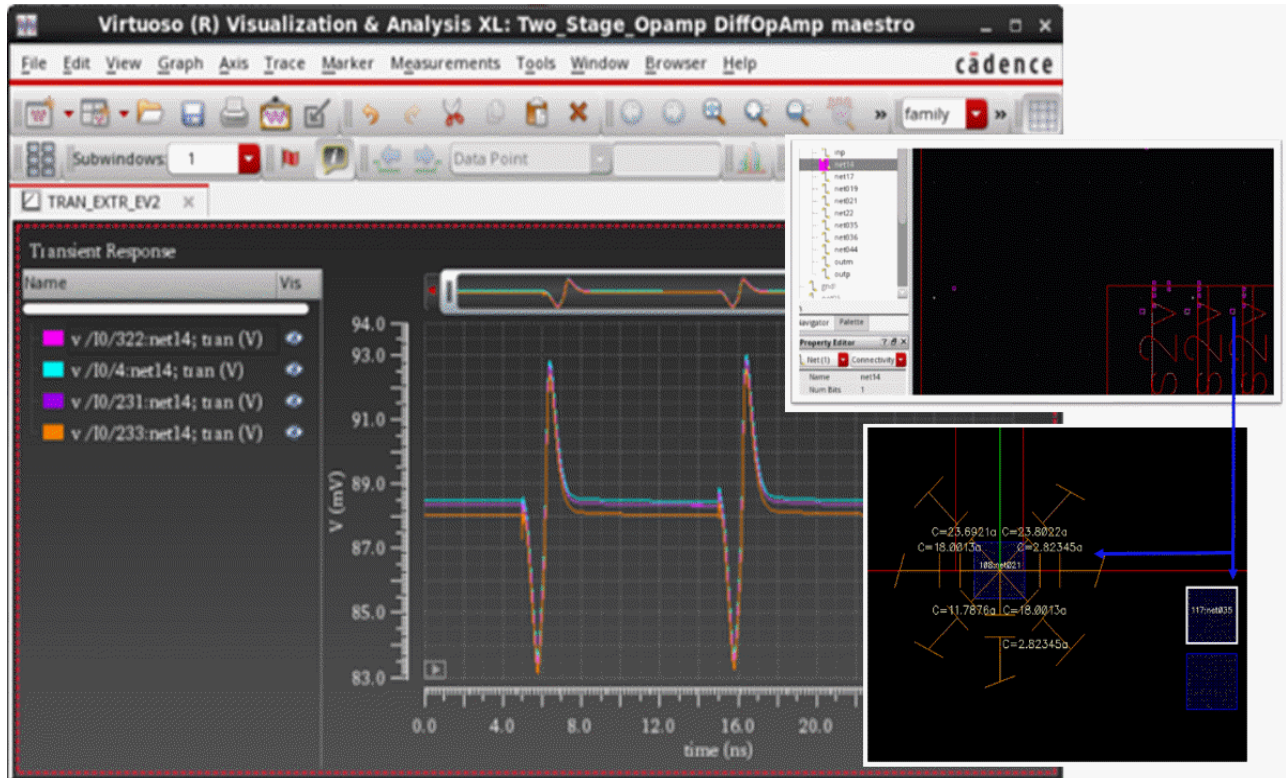 Virtuoso (R) Visualization & Analysis XL: Two_Stage_Opamp DiffOpAmp maestro
File Edit View Graph Axis Trace Marker Measurements Tools Window Browser Help
cādence
family
Subwindows: 1
Data Point
TRAN_EXTR_EV2
Transient Response
Name Vis
v /I0/322:net14; tran (V)
tran (V)
v /I0/251:net14; tran (V)
v /I0/233:net14; tran (V)
94.0
93.0
91.0
89.0
87.0
85.0
83.0
V (mV)
0.0 4.0 8.0 12.0 16.0 20.0
time (ns)
inp
net14
net17
net019
net021
net22
net035
net036
net044
outm
outp
gnd!
Navigator Palette
Property Editor
Net (1) Connectivity
Name net14
Num Bits 1
C=23.6921a C=23.8022a
C=18.0013a C=2.82345a
108:net021
C=11.7876a C=18.0013a
C=2.82345a
117:net035